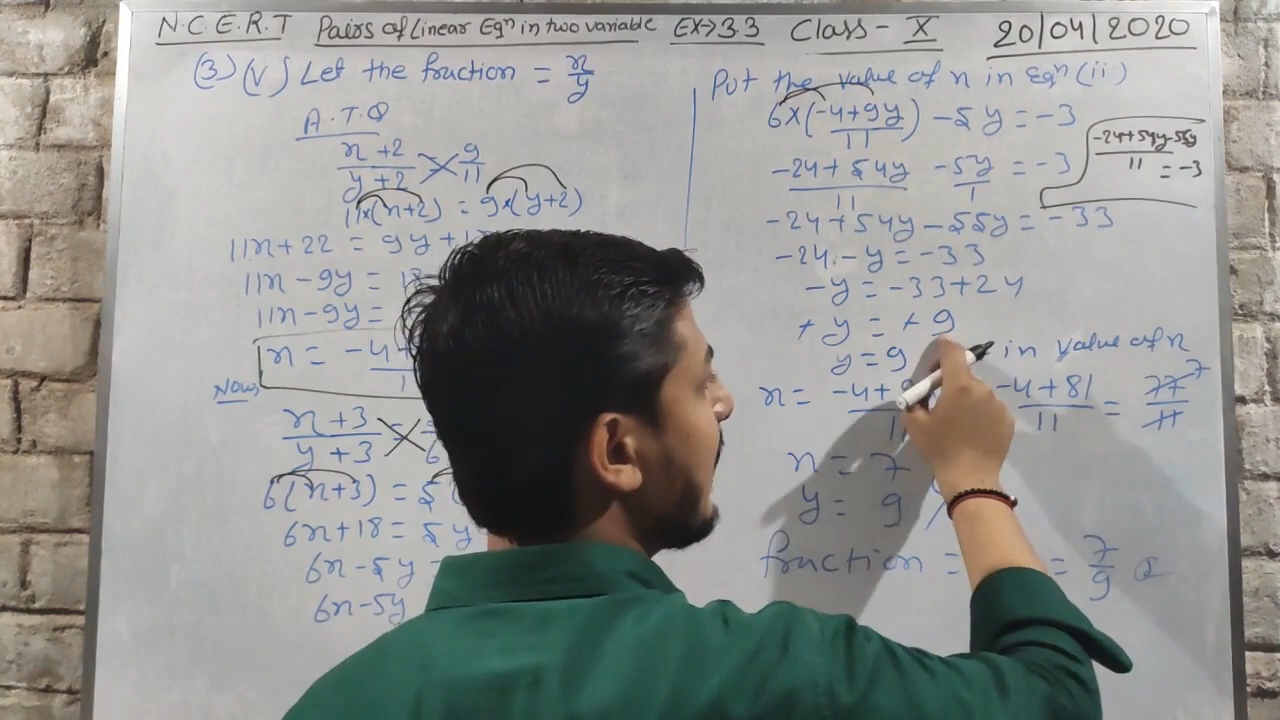 N.C.E.R.T Pairs of Linear Eqⁿ in two variable EX→3.3 Class - X 20/04/2020
(3) (v) Let the fraction = x/y
A.T.Q
x+2/y+2 9/11
11×(x+2) = 9×(y+2)
11x+22 = 9y+
11x-9y =
11x-9y =
x = -4+
Now,
x+3/y+3 =
6(x+3) = 5
6x+18 = 5y
6x-5y =
6x-5y
Put the value of x in Eqⁿ (ii)
6×(-4+9y/11) -5y = -3
-24+54y/11 -5y/1 = -3
-24+54y-55y/11 = -3
-24+54y-55y = -33
-24-y = -33
-y = -33+24
+y = +9
y = 9 in value of x
x = -4+ -4+81/11 = 77/11 7
x = 7
y = 9
fraction = = 7/9